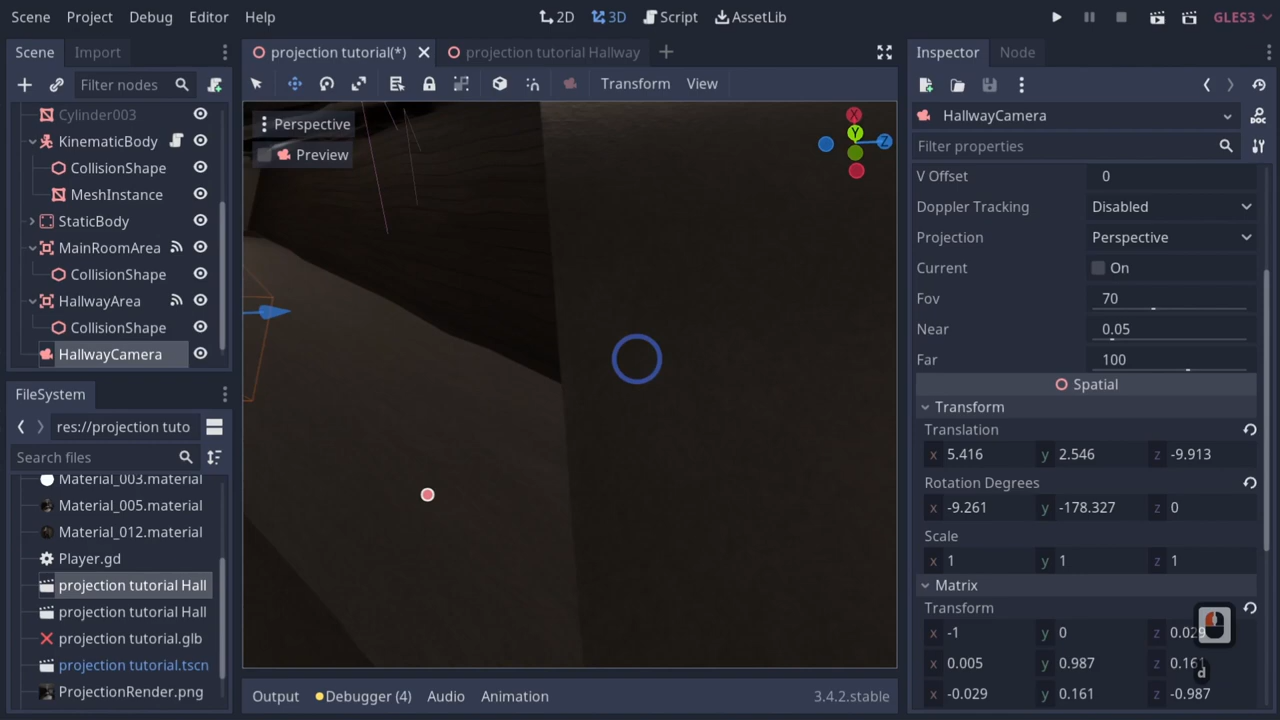 Scene Project Debug Editor Help 2D 3D Script AssetLib GLES3
Scene Import projection tutorial(*) projection tutorial Hallway Inspector Node
Filter nodes Transform View
HallwayCamera
Filter properties
Cylinder003
KinematicBody
CollisionShape
MeshInstance
StaticBody
MainRoomArea
CollisionShape
HallwayArea
CollisionShape
HallwayCamera
FileSystem
res://projection tuto
Search files
Material_003.material
Material_005.material
Material_012.material
Player.gd
projection tutorial Hall
projection tutorial Hall
projection tutorial.glb
projection tutorial.tscn
ProjectionRender.png
Perspective
Preview
X
Y
Z
Output Debugger (4) Audio Animation 3.4.2.stable
V Offset 0
Doppler Tracking Disabled
Projection Perspective
Current On
Fov 70
Near 0.05
Far 100
Spatial
Transform
Translation
x 5.416 y 2.546 z -9.913
Rotation Degrees
x -9.261 y -178.327 z 0
Scale
x 1 y 1 z 1
Matrix
Transform
x -1 y 0 z 0.029
x 0.005 y 0.987 z 0.161
x -0.029 y 0.161 z -0.987
d